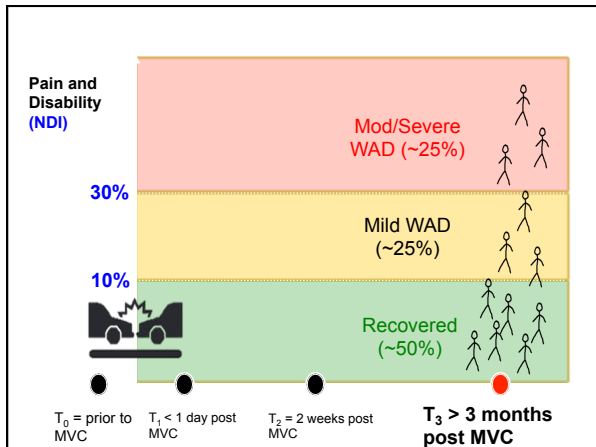 Pain and
Disability
(NDI)
Mod/Severe
WAD (~25%)
30%
Mild WAD
(~25%)
10%
Recovered
(~50%)
T₀ = prior to
MVC
T₁ < 1 day post
MVC
T₂ = 2 weeks post
MVC
T₃ > 3 months
post MVC